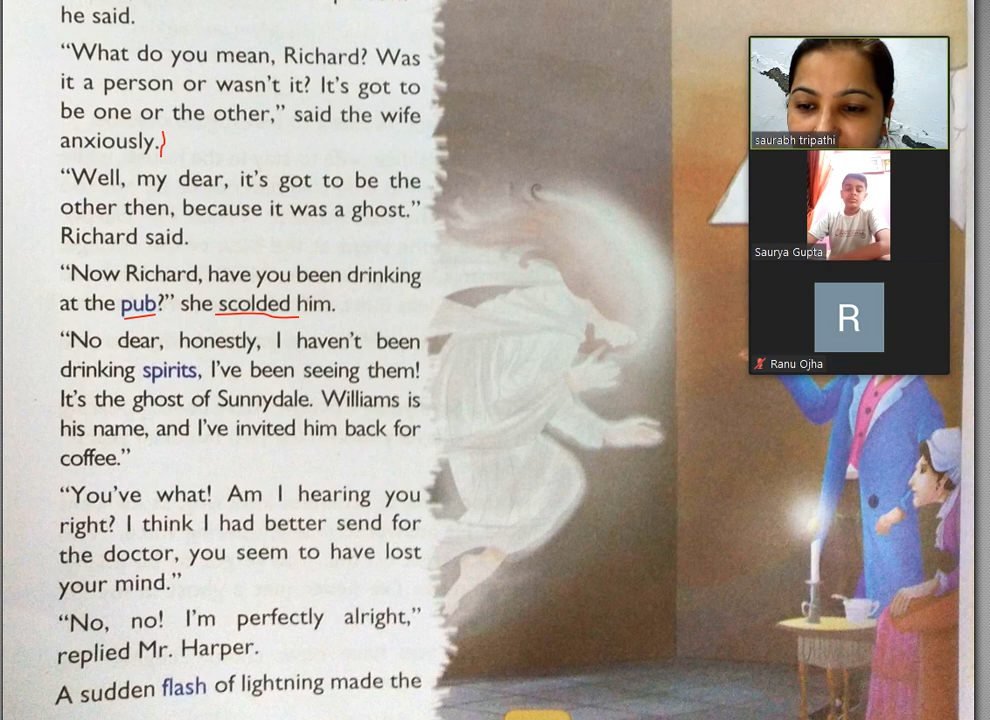 he said.
“What do you mean, Richard? Was
it a person or wasn’t it? It’s got to
be one or the other,” said the wife
anxiously.
“Well, my dear, it’s got to be the
other then, because it was a ghost.”
Richard said.
“Now Richard, have you been drinking
at the pub?” she scolded him.
“No dear, honestly, I haven’t been
drinking spirits, I’ve been seeing them!
It’s the ghost of Sunnydale. Williams is
his name, and I’ve invited him back for
coffee.”
“You’ve what! Am I hearing you
right? I think I had better send for
the doctor, you seem to have lost
your mind.”
“No, no! I’m perfectly alright,”
replied Mr. Harper.
A sudden flash of lightning made the
saurabh tripathi
Saurya Gupta
R
Ranu Ojha